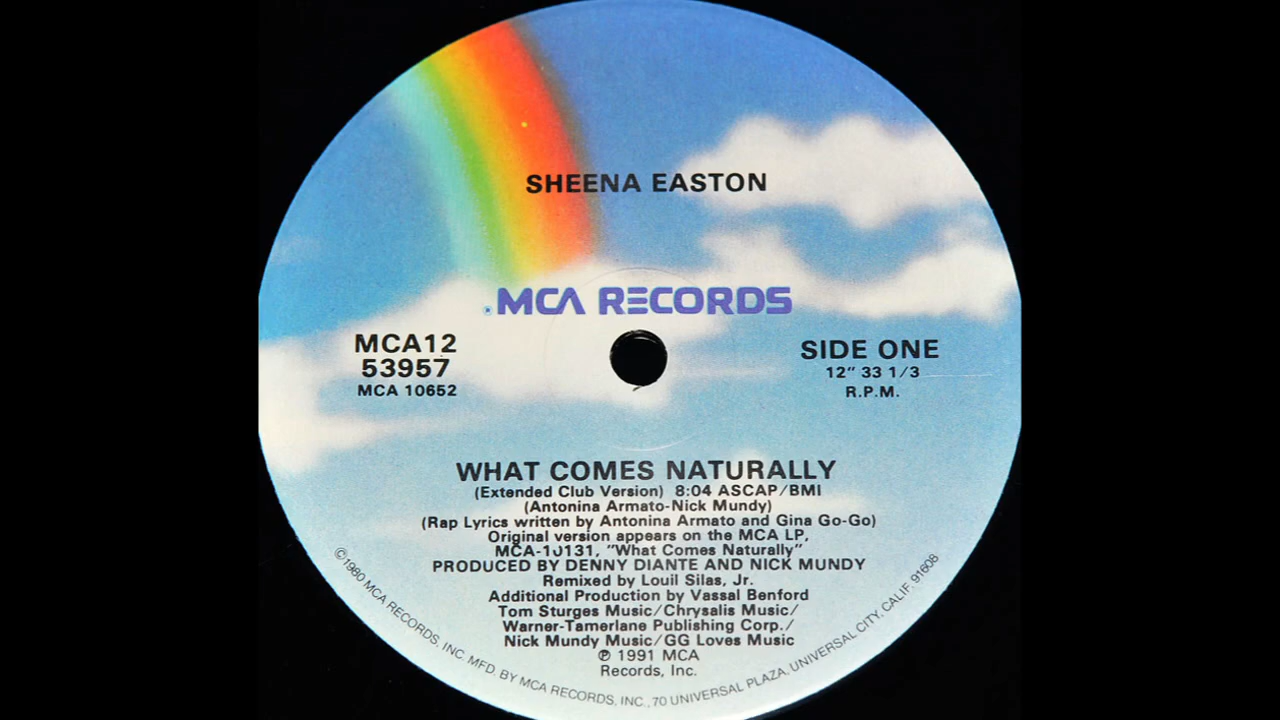 SHEENA EASTON
MCA RECORDS
MCA12
53957
MCA 10652
SIDE ONE
12" 33 1/3
R.P.M.
WHAT COMES NATURALLY
(Extended Club Version) 8:04 ASCAP/BMI
(Antonina Armato-Nick Mundy)
(Rap Lyrics written by Antonina Armato and Gina Go-Go)
Original version appears on the MCA LP,
MCA-10131, "What Comes Naturally"
PRODUCED BY DENNY DIANTE AND NICK MUNDY
Remixed by Louil Silas, Jr.
Additional Production by Vassal Benford
Tom Sturges Music/Chrysalis Music/
Warner-Tamerlane Publishing Corp./
Nick Mundy Music/GG Loves Music
℗ 1991 MCA
Records, Inc.
©1980 MCA RECORDS, INC. MFD. BY MCA RECORDS, INC., 70 UNIVERSAL PLAZA, UNIVERSAL CITY, CALIF. 91608